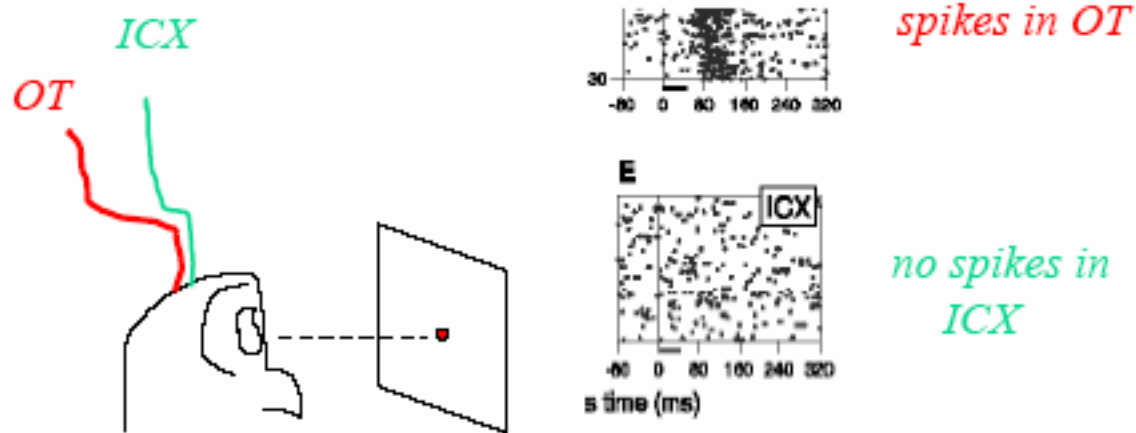 ICX
OT
spikes in OT
30
-80 0 80 160 240 320
E
ICX
no spikes in
ICX
-80 0 80 160 240 320
s time (ms)